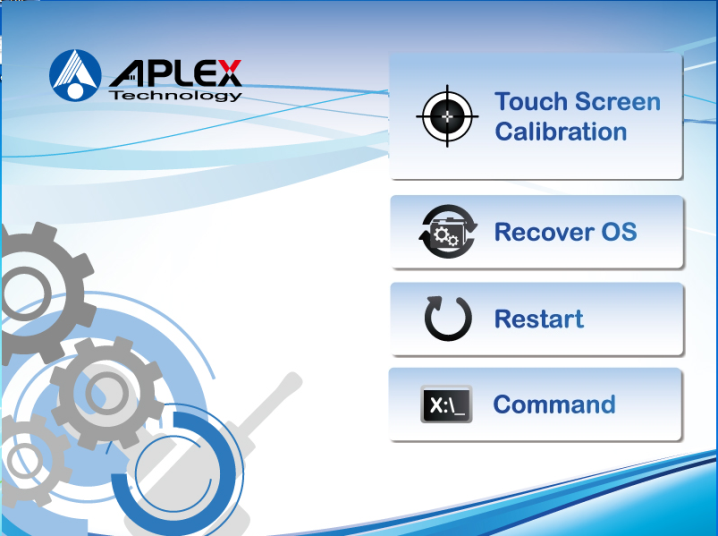 APLEX
Technology
Touch Screen
Calibration
Recover OS
Restart
X:\_
Command